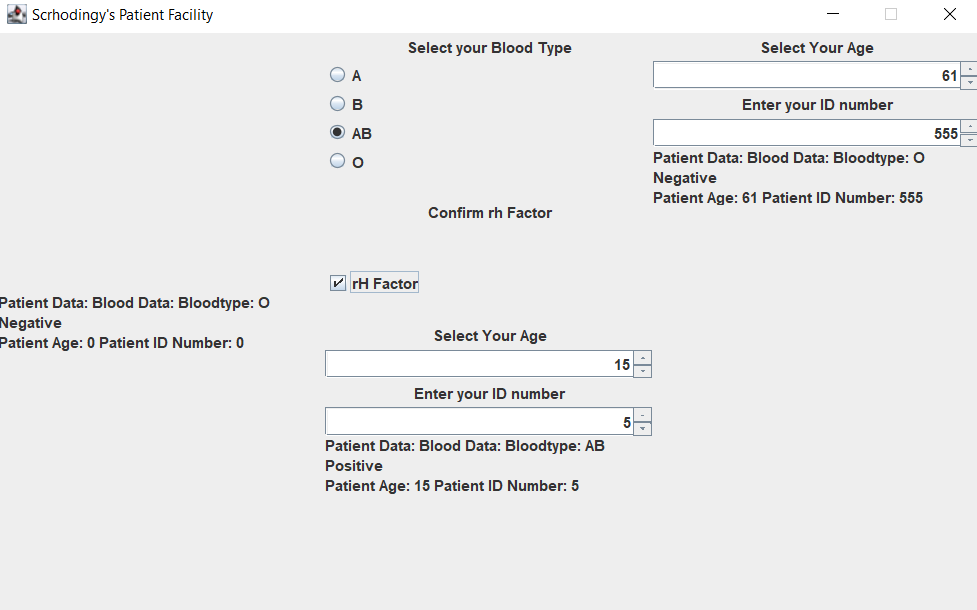 Scrhodingy's Patient Facility
Select your Blood Type
A
B
AB
O
Confirm rh Factor
rH Factor
Select Your Age
61
Enter your ID number
555
Patient Data: Blood Data: Bloodtype: O
Negative
Patient Age: 61 Patient ID Number: 555
Patient Data: Blood Data: Bloodtype: O
Negative
Patient Age: 0 Patient ID Number: 0
Select Your Age
15
Enter your ID number
5
Patient Data: Blood Data: Bloodtype: AB
Positive
Patient Age: 15 Patient ID Number: 5